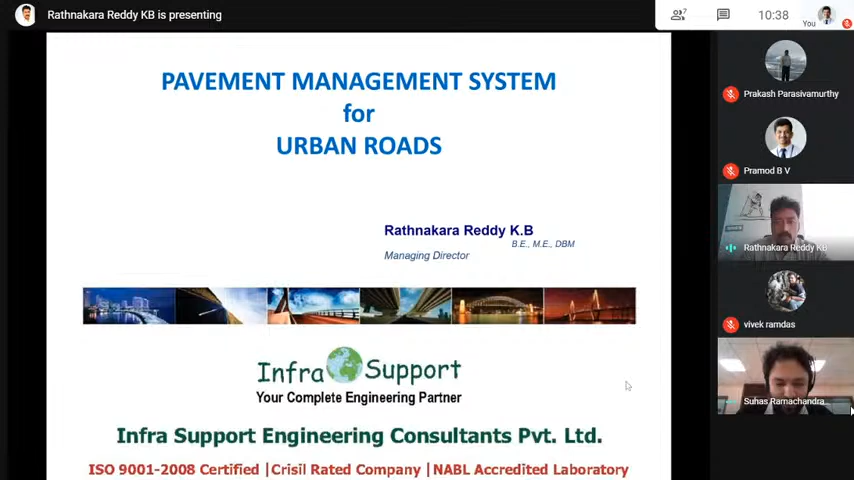 Rathnakara Reddy KB is presenting
7
10:38
You
PAVEMENT MANAGEMENT SYSTEM
for
URBAN ROADS
Rathnakara Reddy K.B
B.E., M.E., DBM
Managing Director
Infra Support
Your Complete Engineering Partner
Infra Support Engineering Consultants Pvt. Ltd.
ISO 9001-2008 Certified |Crisil Rated Company |NABL Accredited Laboratory
Prakash Parasivamurthy
Pramod B V
Rathnakara Reddy KB
vivek ramdas
Suhas Ramachandra